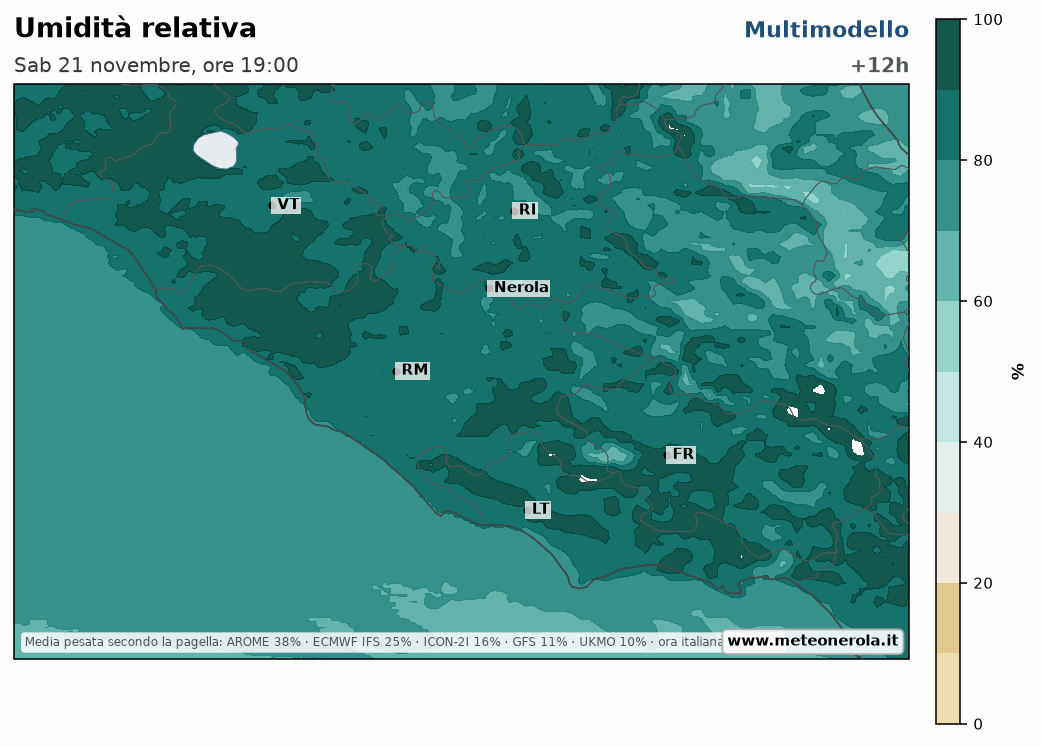 Umidità relativa
Multimodello
Sab 21 novembre, ore 19:00
+12h
100
80
60
40
20
0
%
VT
RI
Nerola
RM
FR
LT
Media pesata secondo la pagella: AROME 38% · ECMWF IFS 25% · ICON-2I 16% · GFS 11% · UKMO 10% · ora italiana
www.meteonerola.it